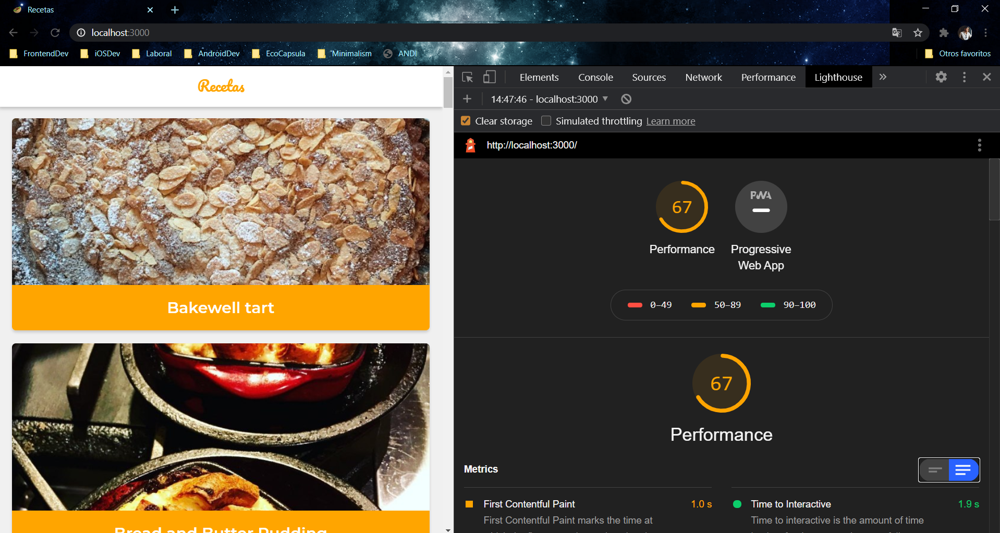 Recetas
localhost:3000
FrontendDev iOSDev Laboral AndroidDev EcoCapsula Minimalism ANDI Otros favoritos
Recetas
Bakewell tart
Bread and Butter Pudding
Elements Console Sources Network Performance Lighthouse
14:47:46 - localhost:3000
Clear storage Simulated throttling Learn more
http://localhost:3000/
67
Performance
PWA
Progressive
Web App
0–49 50–89 90–100
67
Performance
Metrics
First Contentful Paint 1.0 s
First Contentful Paint marks the time at
Time to Interactive 1.9 s
Time to interactive is the amount of time